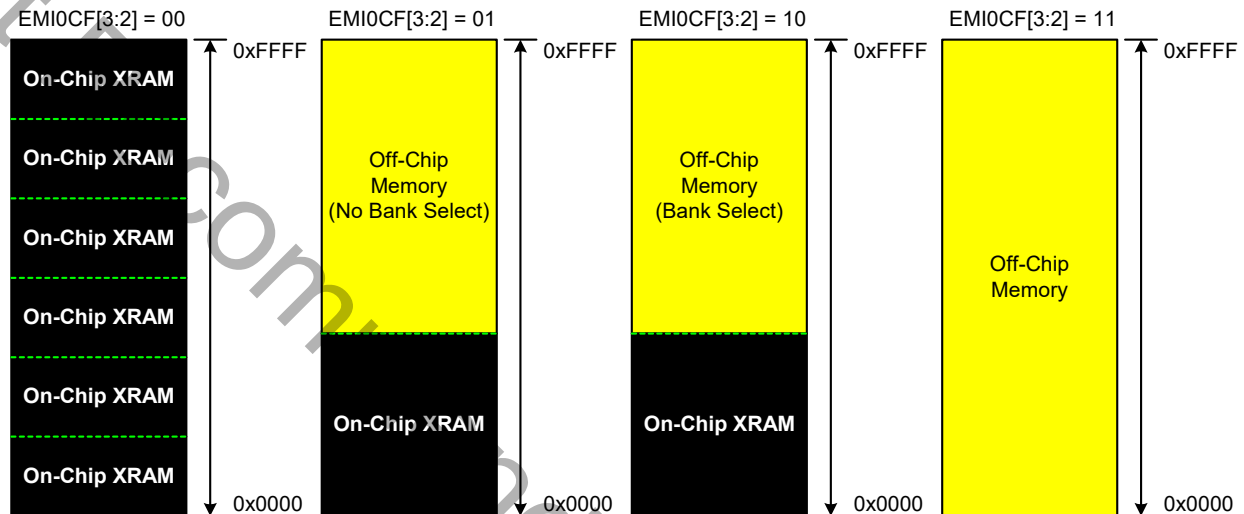 EMI0CF[3:2] = 00
On-Chip XRAM
On-Chip XRAM
On-Chip XRAM
On-Chip XRAM
On-Chip XRAM
On-Chip XRAM
0xFFFF
0x0000
EMI0CF[3:2] = 01
Off-Chip
Memory
(No Bank Select)
On-Chip XRAM
0xFFFF
0x0000
EMI0CF[3:2] = 10
Off-Chip
Memory
(Bank Select)
On-Chip XRAM
0xFFFF
0x0000
EMI0CF[3:2] = 11
Off-Chip
Memory
0xFFFF
0x0000